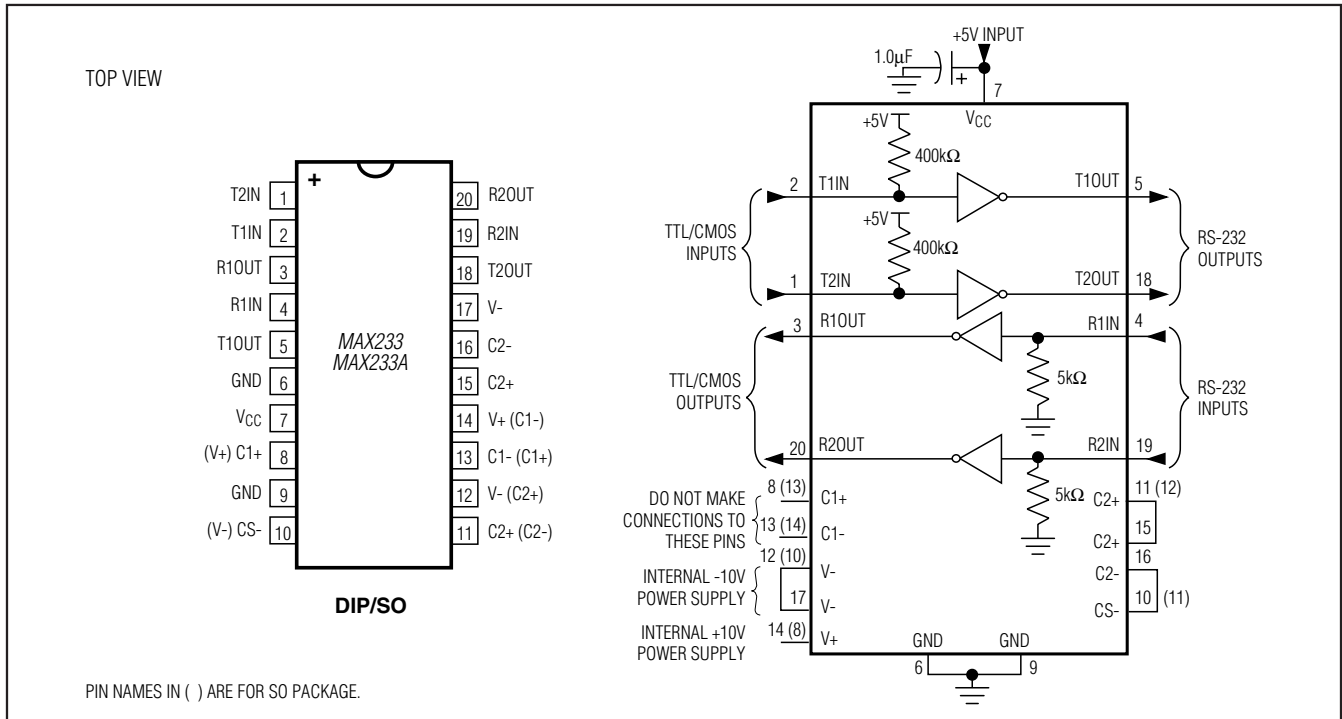 TOP VIEW
T2IN 1
T1IN 2
R1OUT 3
R1IN 4
T1OUT 5
GND 6
VCC 7
(V+) C1+ 8
GND 9
(V-) CS- 10
+
MAX233
MAX233A
20 R2OUT
19 R2IN
18 T2OUT
17 V-
16 C2-
15 C2+
14 V+ (C1-)
13 C1- (C1+)
12 V- (C2+)
11 C2+ (C2-)
DIP/SO
PIN NAMES IN ( ) ARE FOR SO PACKAGE.
+5V INPUT
1.0µF
+
7
VCC
+5V
400kΩ
2 T1IN
T1OUT 5
+5V
400kΩ
TTL/CMOS
INPUTS
RS-232
OUTPUTS
1 T2IN
T2OUT 18
3 R1OUT
R1IN 4
5kΩ
TTL/CMOS
OUTPUTS
RS-232
INPUTS
20 R2OUT
R2IN 19
5kΩ
DO NOT MAKE
CONNECTIONS TO
THESE PINS
8 (13) C1+
13 (14) C1-
INTERNAL -10V
POWER SUPPLY
12 (10) V-
17 V-
INTERNAL +10V
POWER SUPPLY
14 (8) V+
C2+ 11 (12)
C2+ 15
C2- 16
CS- 10 (11)
GND GND
6 9